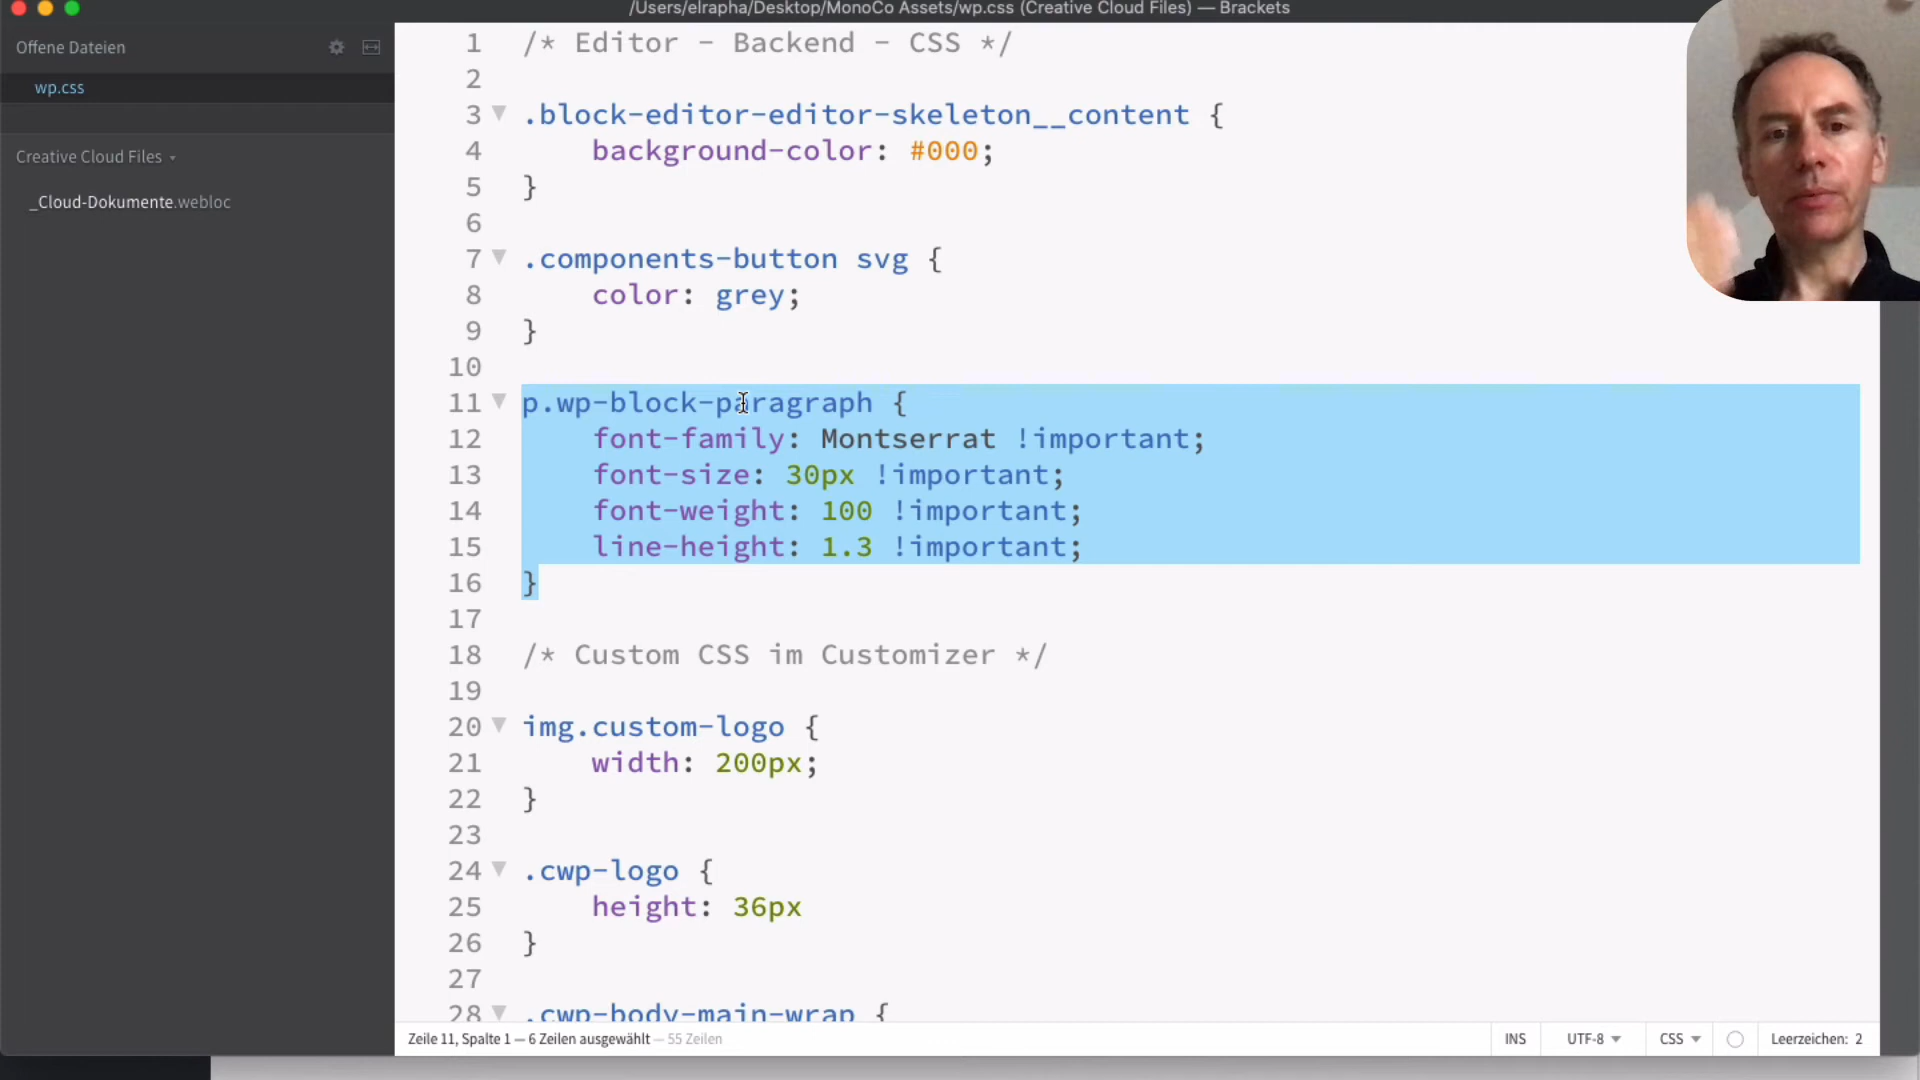 /Users/elrapha/Desktop/MonoCo Assets/wp.css (Creative Cloud Files) — Brackets
Offene Dateien
wp.css
Creative Cloud Files
_Cloud-Dokumente.webloc
1 /* Editor - Backend - CSS */
2
3 .block-editor-editor-skeleton__content {
4 background-color: #000;
5 }
6
7 .components-button svg {
8 color: grey;
9 }
10
11 p.wp-block-paragraph {
12 font-family: Montserrat !important;
13 font-size: 30px !important;
14 font-weight: 100 !important;
15 line-height: 1.3 !important;
16 }
17
18 /* Custom CSS im Customizer */
19
20 img.custom-logo {
21 width: 200px;
22 }
23
24 .cwp-logo {
25 height: 36px
26 }
27
28 .cwp-body-main-wrap {
Zeile 11, Spalte 1 — 6 Zeilen ausgewählt — 55 Zeilen
INS UTF-8 CSS Leerzeichen: 2